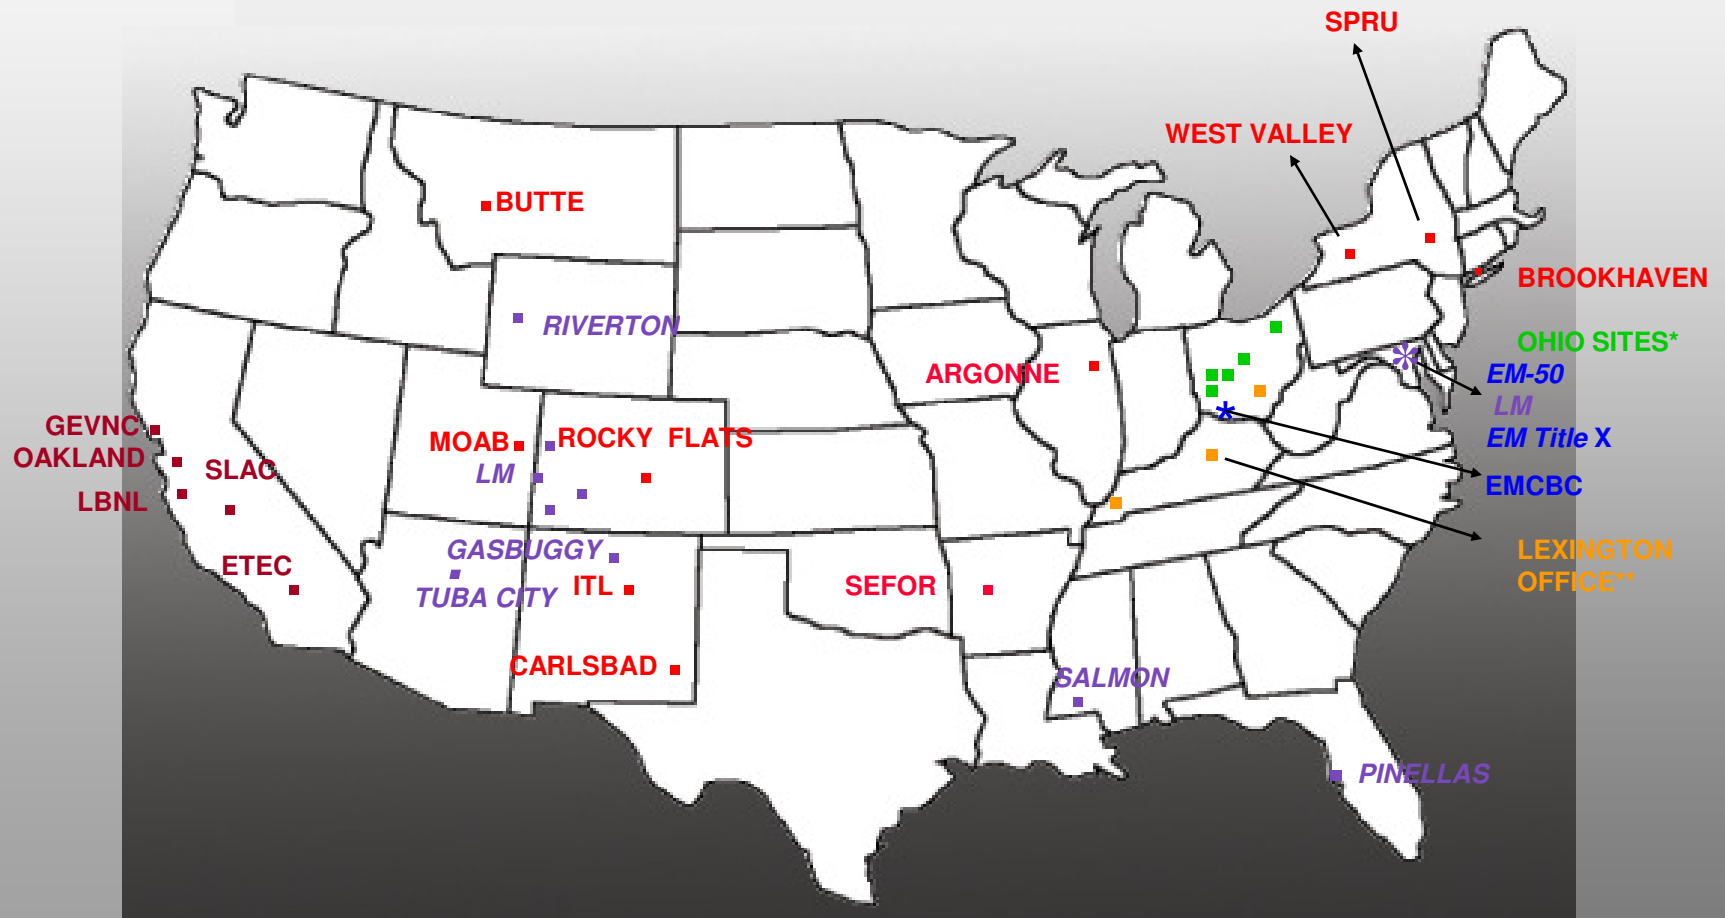 SPRU
WEST VALLEY
BUTTE
BROOKHAVEN
RIVERTON
OHIO SITES*
ARGONNE
EM-50
LM
EM Title X
GEVNC
OAKLAND
SLAC
LBNL
MOAB
ROCKY FLATS
LM
*
EMCBC
ETEC
GASBUGGY
TUBA CITY
ITL
SEFOR
LEXINGTON
OFFICE**
CARLSBAD
SALMON
PINELLAS